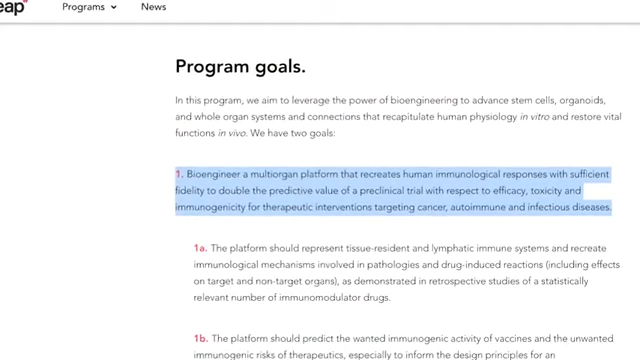 eap
Programs
News
Program goals.
In this program, we aim to leverage the power of bioengineering to advance stem cells, organoids,
and whole organ systems and connections that recapitulate human physiology in vitro and restore vital
functions in vivo. We have two goals:
1. Bioengineer a multiorgan platform that recreates human immunological responses with sufficient
fidelity to double the predictive value of a preclinical trial with respect to efficacy, toxicity and
immunogenicity for therapeutic interventions targeting cancer, autoimmune and infectious diseases.
1a. The platform should represent tissue-resident and lymphatic immune systems and recreate
immunological mechanisms involved in pathologies and drug-induced reactions (including effects
on target and non-target organs), as demonstrated in retrospective studies of a statistically
relevant number of immunomodulator drugs.
1b. The platform should predict the wanted immunogenic activity of vaccines and the unwanted
immunogenic risks of therapeutics, especially to inform the design principles for an